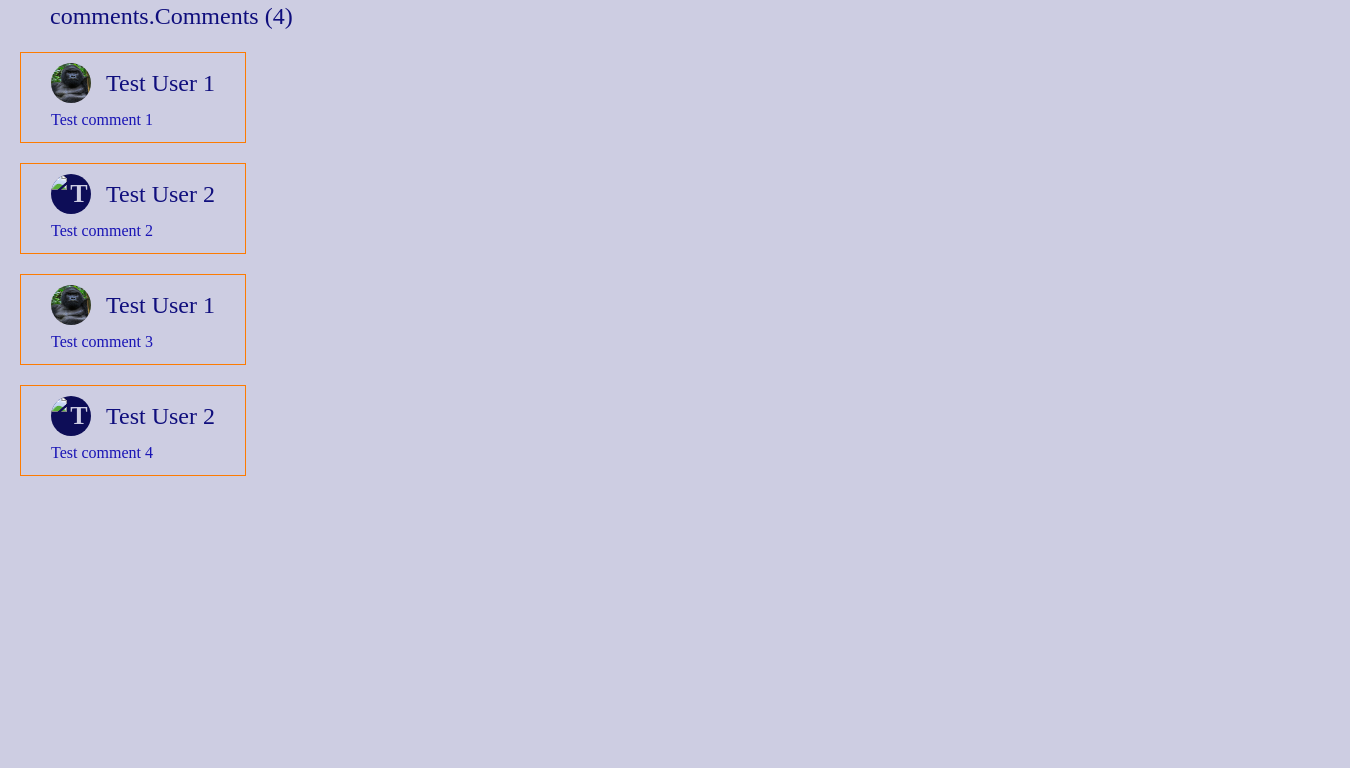 comments.Comments (4)
Test User 1
Test comment 1
T
Test User 2
Test comment 2
Test User 1
Test comment 3
T
Test User 2
Test comment 4